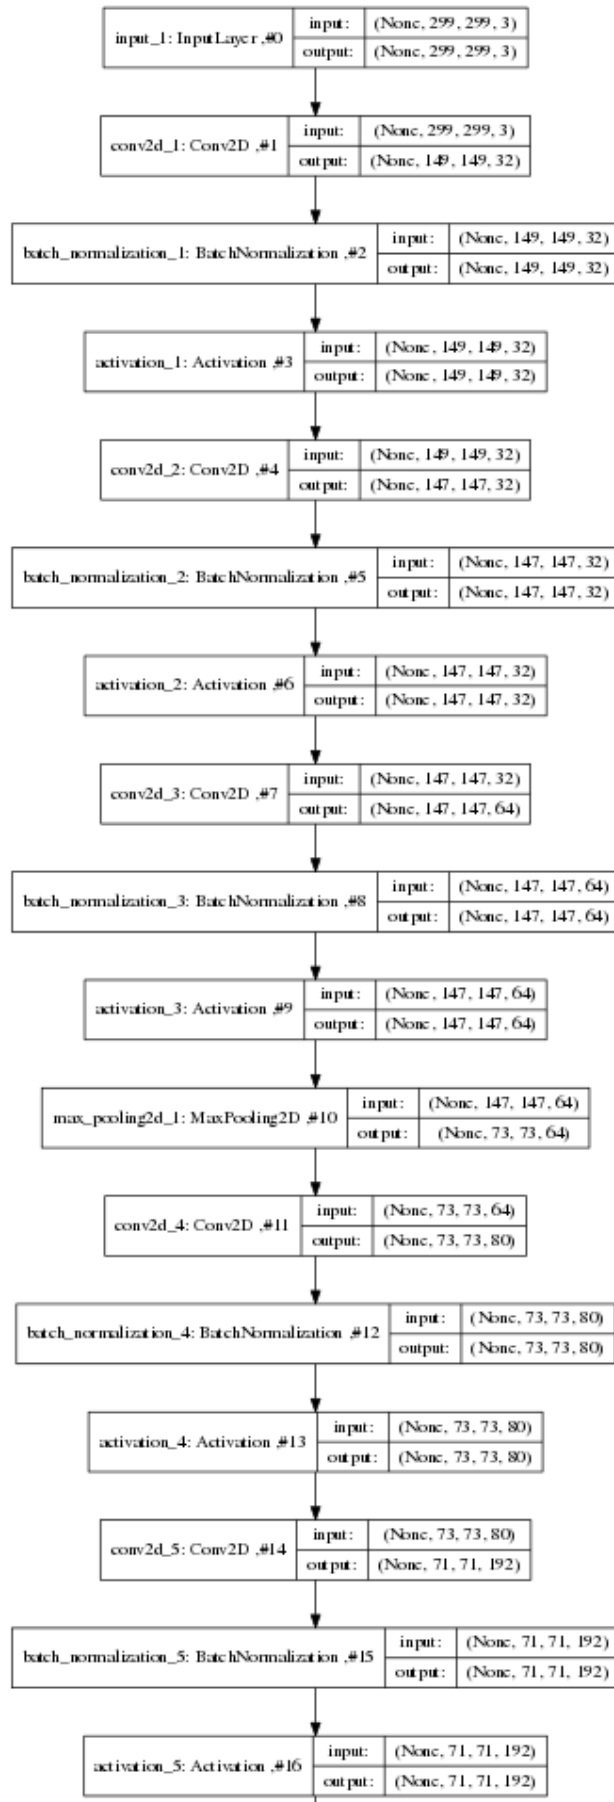 input_1: InputLayer ,#0
input: (None, 299, 299, 3)
output: (None, 299, 299, 3)
conv2d_1: Conv2D ,#1
input: (None, 299, 299, 3)
output: (None, 149, 149, 32)
batch_normalization_1: BatchNormalization ,#2
input: (None, 149, 149, 32)
output: (None, 149, 149, 32)
activation_1: Activation ,#3
input: (None, 149, 149, 32)
output: (None, 149, 149, 32)
conv2d_2: Conv2D ,#4
input: (None, 149, 149, 32)
output: (None, 147, 147, 32)
batch_normalization_2: BatchNormalization ,#5
input: (None, 147, 147, 32)
output: (None, 147, 147, 32)
activation_2: Activation ,#6
input: (None, 147, 147, 32)
output: (None, 147, 147, 32)
conv2d_3: Conv2D ,#7
input: (None, 147, 147, 32)
output: (None, 147, 147, 64)
batch_normalization_3: BatchNormalization ,#8
input: (None, 147, 147, 64)
output: (None, 147, 147, 64)
activation_3: Activation ,#9
input: (None, 147, 147, 64)
output: (None, 147, 147, 64)
max_pooling2d_1: MaxPooling2D ,#10
input: (None, 147, 147, 64)
output: (None, 73, 73, 64)
conv2d_4: Conv2D ,#11
input: (None, 73, 73, 64)
output: (None, 73, 73, 80)
batch_normalization_4: BatchNormalization ,#12
input: (None, 73, 73, 80)
output: (None, 73, 73, 80)
activation_4: Activation ,#13
input: (None, 73, 73, 80)
output: (None, 73, 73, 80)
conv2d_5: Conv2D ,#14
input: (None, 73, 73, 80)
output: (None, 71, 71, 192)
batch_normalization_5: BatchNormalization ,#15
input: (None, 71, 71, 192)
output: (None, 71, 71, 192)
activation_5: Activation ,#16
input: (None, 71, 71, 192)
output: (None, 71, 71, 192)